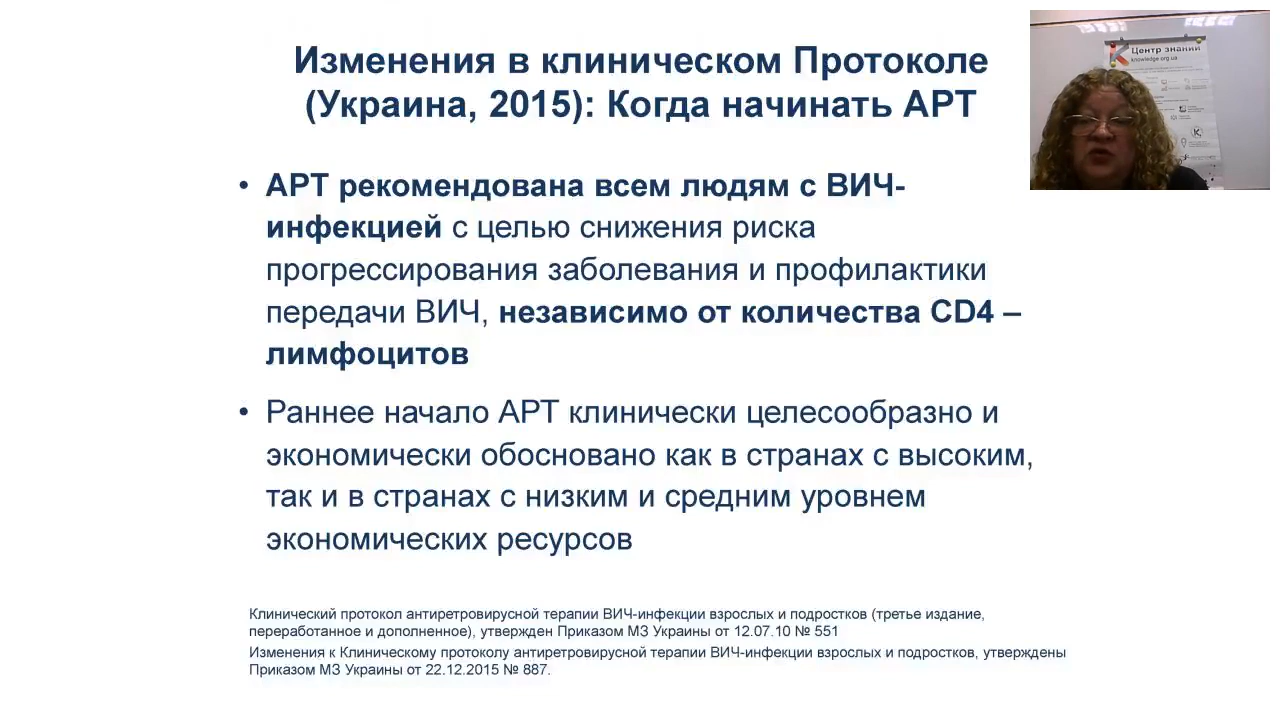 Изменения в клиническом Протоколе
(Украина, 2015): Когда начинать АРТ
• АРТ рекомендована всем людям с ВИЧ-
инфекцией с целью снижения риска
прогрессирования заболевания и профилактики
передачи ВИЧ, независимо от количества CD4 –
лимфоцитов
• Раннее начало АРТ клинически целесообразно и
экономически обосновано как в странах с высоким,
так и в странах с низким и средним уровнем
экономических ресурсов
Клинический протокол антиретровирусной терапии ВИЧ-инфекции взрослых и подростков (третье издание,
переработанное и дополненное), утвержден Приказом МЗ Украины от 12.07.10 № 551
Изменения к Клиническому протоколу антиретровирусной терапии ВИЧ-инфекции взрослых и подростков, утверждены
Приказом МЗ Украины от 22.12.2015 № 887.
Центр знаний
knowledge.org.ua